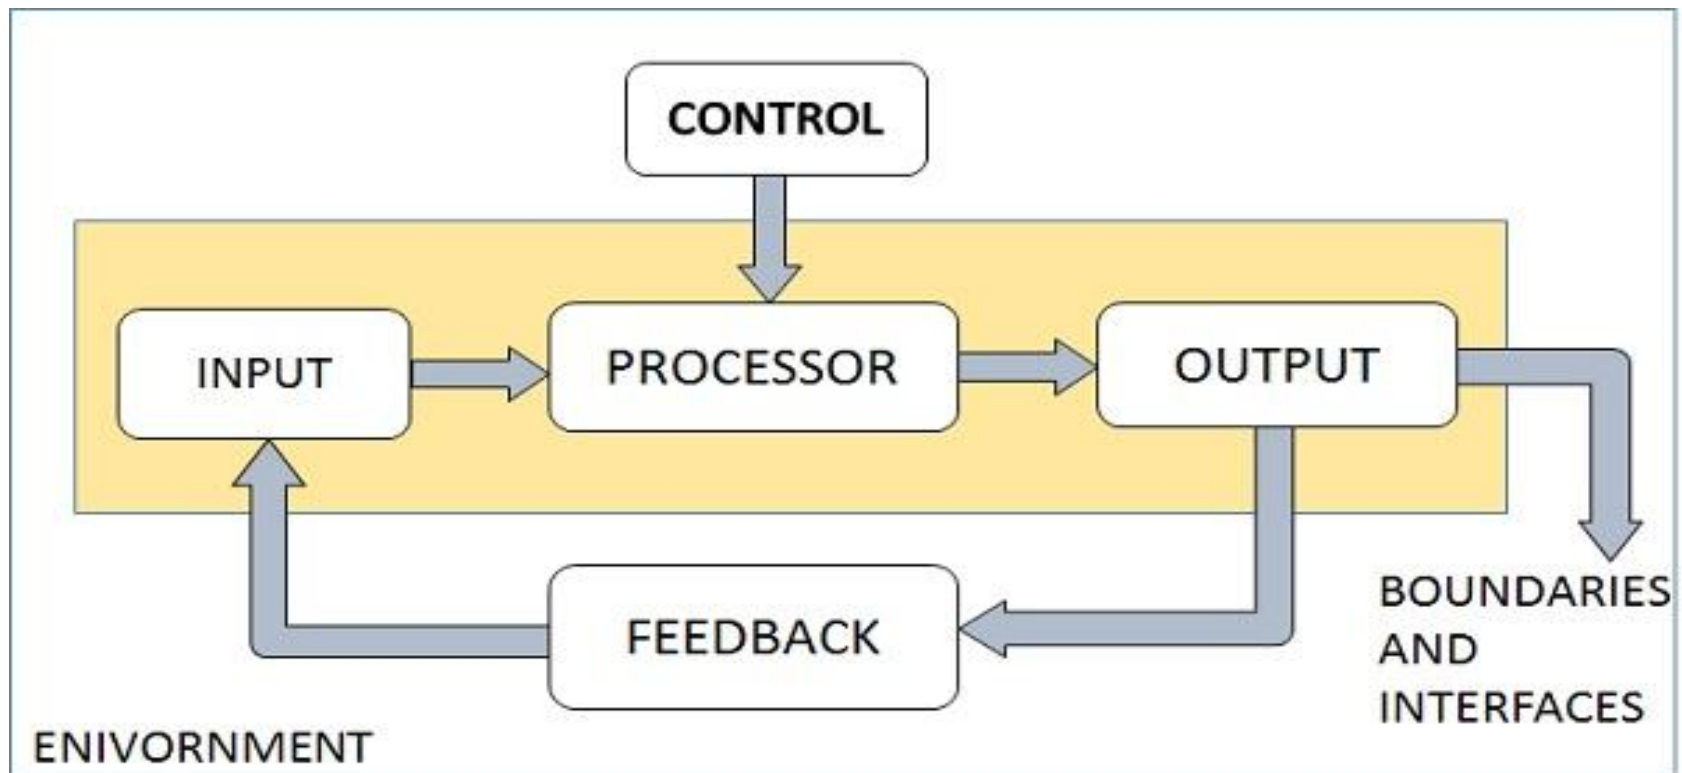 CONTROL
INPUT
PROCESSOR
OUTPUT
FEEDBACK
BOUNDARIES
AND
INTERFACES
ENIVORNMENT